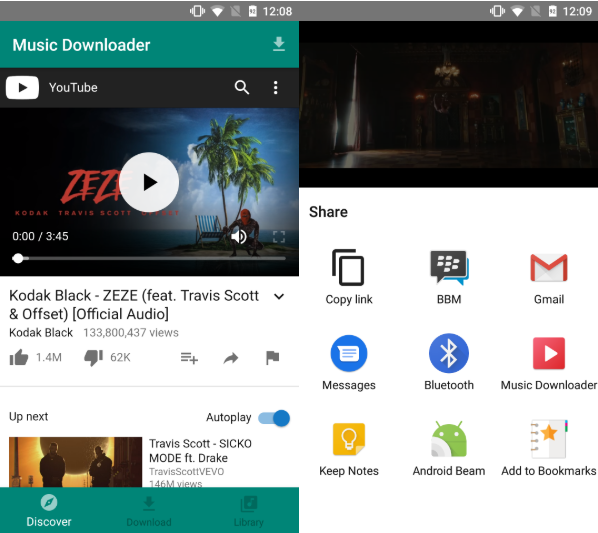 12:08
Music Downloader
YouTube
ZEZE
KODAK TRAVIS SCOTT OFFSET
0:00 / 3:45
Kodak Black - ZEZE (feat. Travis Scott
& Offset) [Official Audio]
Kodak Black 133,800,437 views
1.4M 62K
Up next Autoplay
Travis Scott - SICKO
MODE ft. Drake
TravisScottVEVO
146M views
Discover Download Library
12:09
Share
Copy link BBM Gmail
Messages Bluetooth Music Downloader
Keep Notes Android Beam Add to Bookmarks